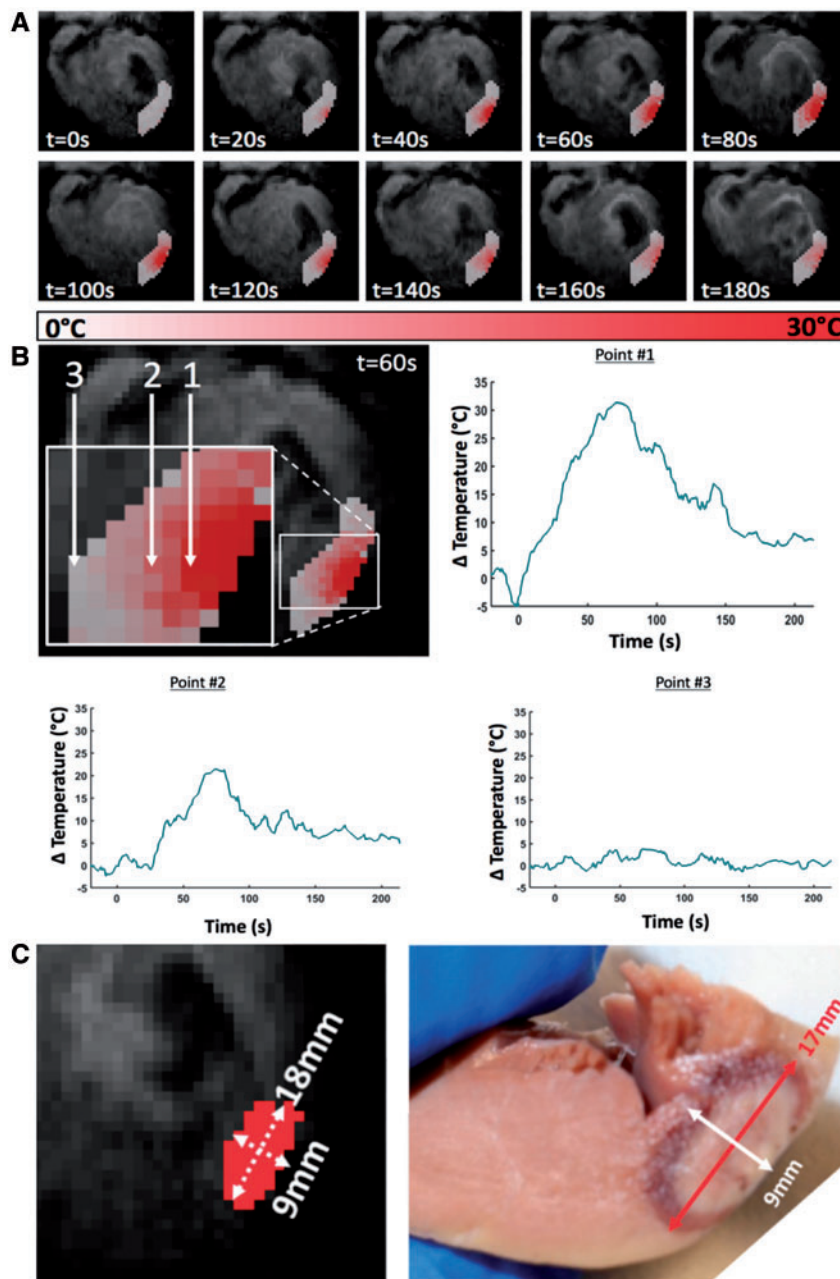 A
t=0s
t=20s
t=40s
t=60s
t=80s
t=100s
t=120s
t=140s
t=160s
t=180s
0°C
30°C
B
3
2
1
t=60s
Point #1
35
30
25
20
15
10
5
0
-5
Δ Temperature (°C)
0
50
100
150
200
Time (s)
Point #2
35
30
25
20
15
10
5
0
-5
Δ Temperature (°C)
0
50
100
150
200
Time (s)
Point #3
35
30
25
20
15
10
5
0
-5
Δ Temperature (°C)
0
50
100
150
200
Time (s)
C
18mm
9mm
17mm
9mm